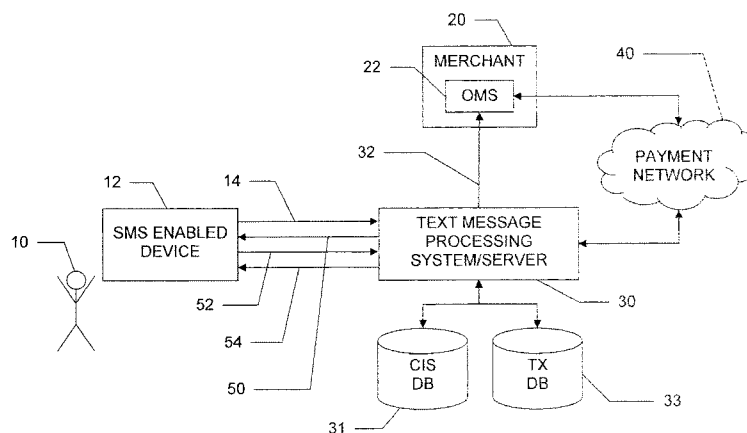 20
MERCHANT
22
OMS
40
PAYMENT
NETWORK
32
12
14
SMS ENABLED
DEVICE
TEXT MESSAGE
PROCESSING
SYSTEM/SERVER
10
52
54
50
30
CIS
DB
TX
DB
31
33